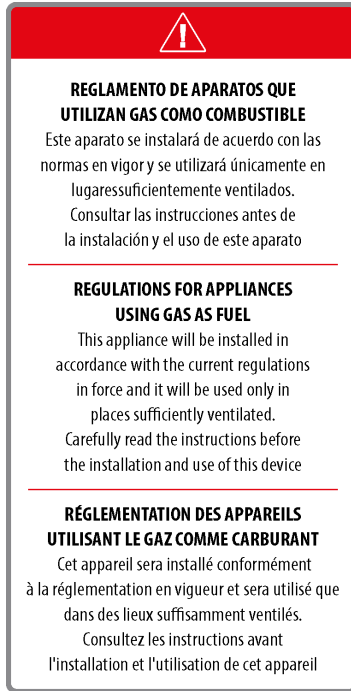 REGLAMENTO DE APARATOS QUE
UTILIZAN GAS COMO COMBUSTIBLE
Este aparato se instalará de acuerdo con las
normas en vigor y se utilizará únicamente en
lugaressuficientemente ventilados.
Consultar las instrucciones antes de
la instalación y el uso de este aparato
REGULATIONS FOR APPLIANCES
USING GAS AS FUEL
This appliance will be installed in
accordance with the current regulations
in force and it will be used only in
places sufficiently ventilated.
Carefully read the instructions before
the installation and use of this device
RÉGLEMENTATION DES APPAREILS
UTILISANT LE GAZ COMME CARBURANT
Cet appareil sera installé conformément
à la réglementation en vigueur et sera utilisé que
dans des lieux suffisamment ventilés.
Consultez les instructions avant
l'installation et l'utilisation de cet appareil